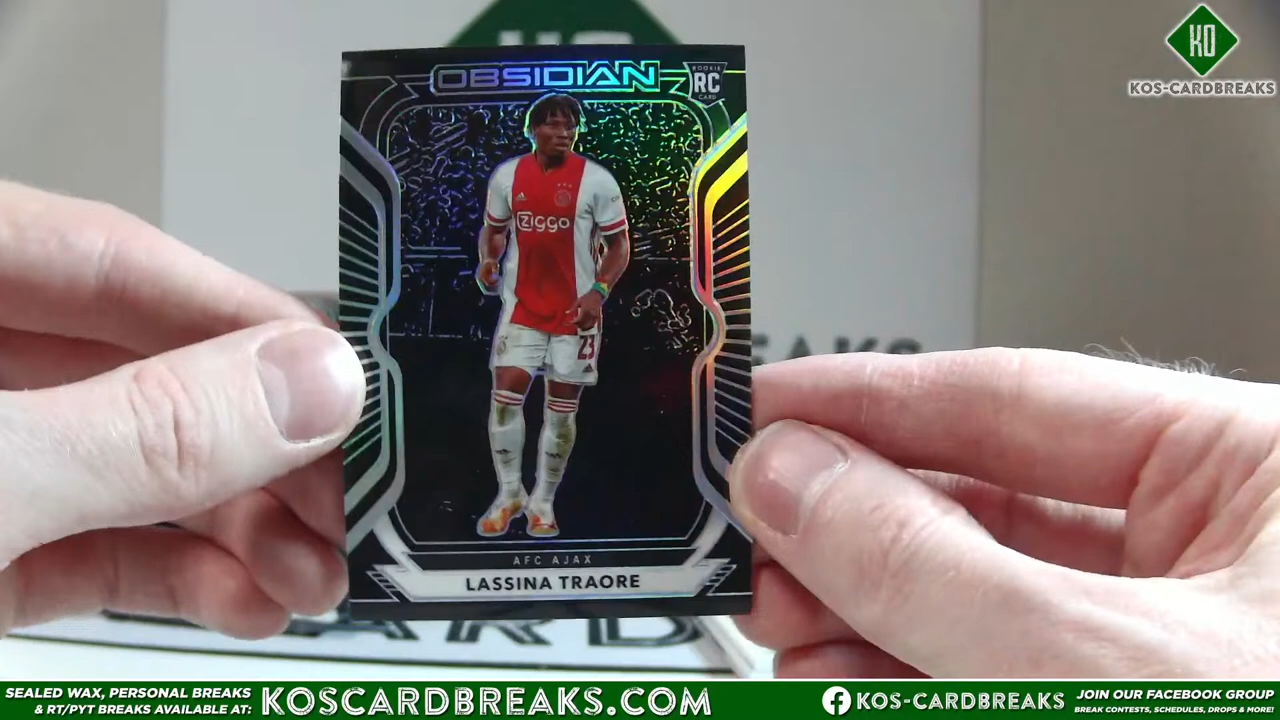 KO
KOS-CARDBREAKS
OBSIDIAN
ROOKIE
RC
CARD
Ziggo
23
AFC AJAX
LASSINA TRAORE
SEALED WAX, PERSONAL BREAKS
& RT/PYT BREAKS AVAILABLE AT:
KOSCARDBREAKS.COM
KOS-CARDBREAKS
JOIN OUR FACEBOOK GROUP
BREAK CONTESTS, SCHEDULES, DROPS & MORE!